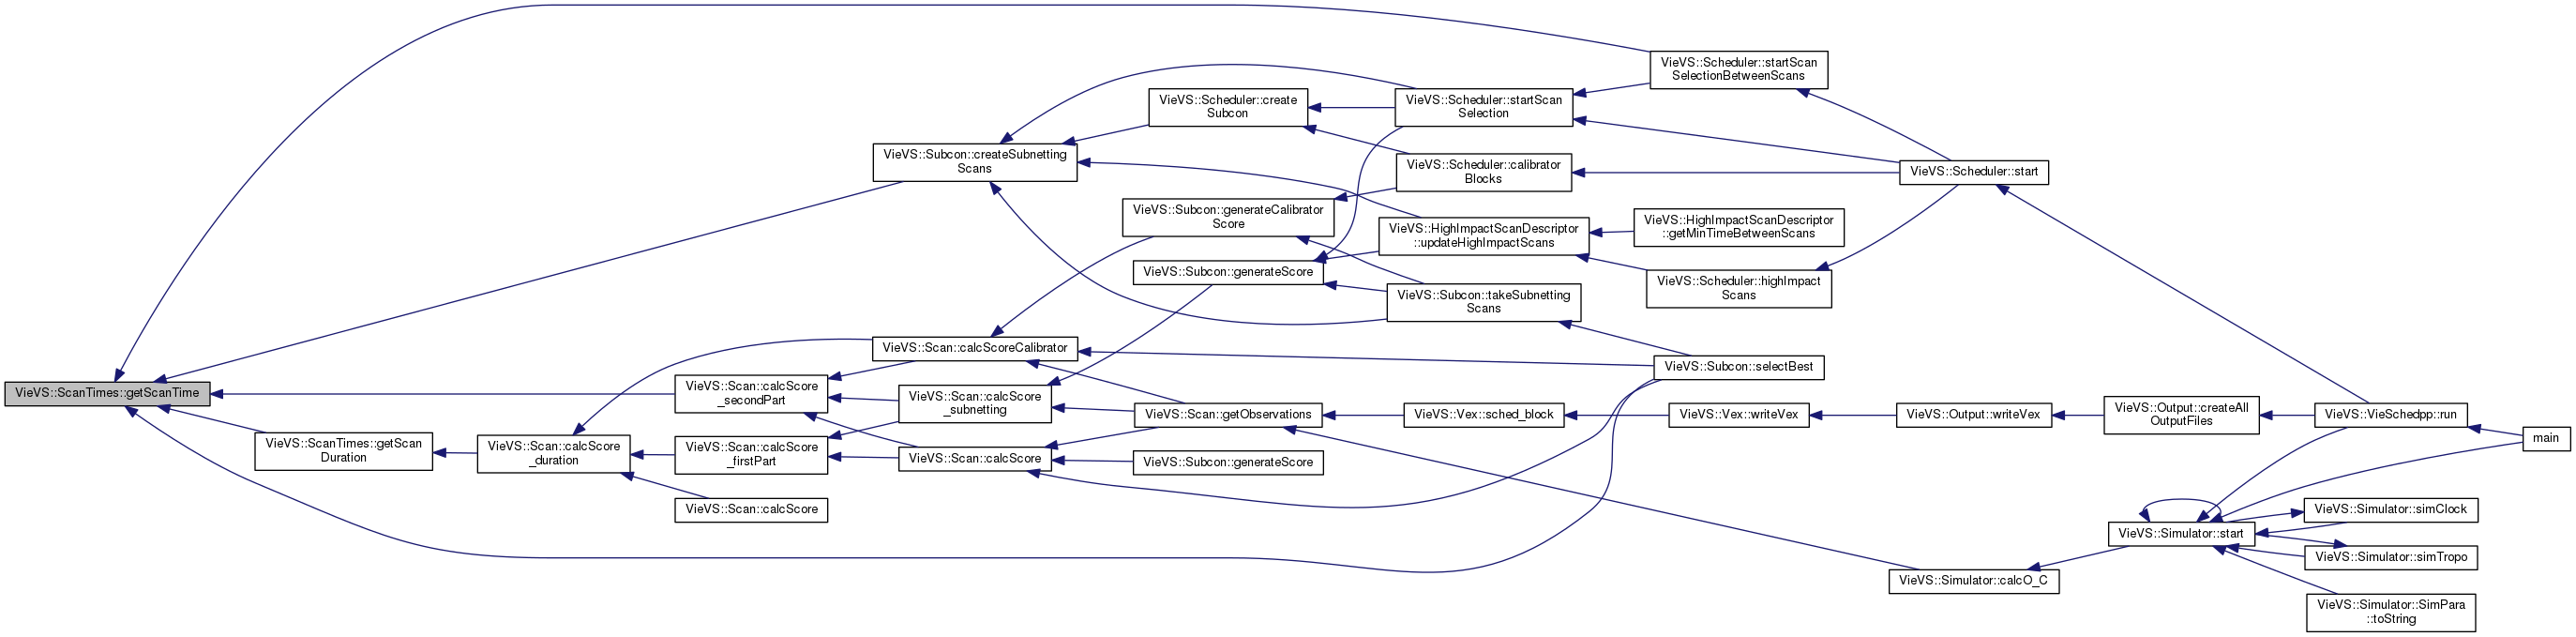 VieVS::ScanTimes::getScanTime
VieVS::ScanTimes::getScan
Duration
VieVS::Scan::calcScore
_duration
VieVS::Scan::calcScore
_secondPart
VieVS::Scan::calcScore
_firstPart
VieVS::Scan::calcScore
VieVS::Subcon::createSubnetting
Scans
VieVS::Scan::calcScoreCalibrator
VieVS::Scan::calcScore
_subnetting
VieVS::Scan::calcScore
VieVS::Scheduler::create
Subcon
VieVS::Subcon::generateCalibrator
Score
VieVS::Subcon::generateScore
VieVS::Scan::getObservations
VieVS::Subcon::generateScore
VieVS::Scheduler::startScan
Selection
VieVS::Scheduler::calibrator
Blocks
VieVS::HighImpactScanDescriptor
::updateHighImpactScans
VieVS::Subcon::takeSubnetting
Scans
VieVS::Vex::sched_block
VieVS::Scheduler::startScan
SelectionBetweenScans
VieVS::HighImpactScanDescriptor
::getMinTimeBetweenScans
VieVS::Scheduler::highImpact
Scans
VieVS::Subcon::selectBest
VieVS::Vex::writeVex
VieVS::Scheduler::start
VieVS::Output::writeVex
VieVS::Simulator::calcO_C
VieVS::Output::createAll
OutputFiles
VieVS::Simulator::start
VieVS::VieSchedpp::run
VieVS::Simulator::simClock
VieVS::Simulator::simTropo
VieVS::Simulator::SimPara
::toString
main